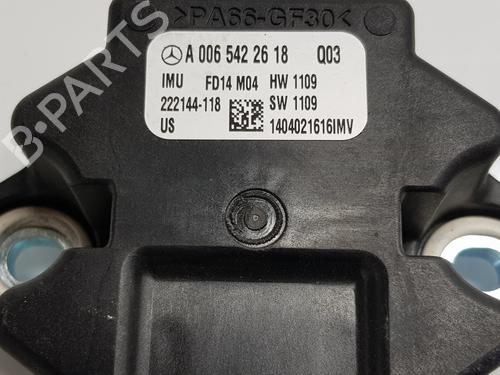 >PA66-GF30<
A 006 542 26 18 Q03
IMU FD14 M04 HW 1109
222144-118 SW 1109
US 1404021616IMV
B-PARTS